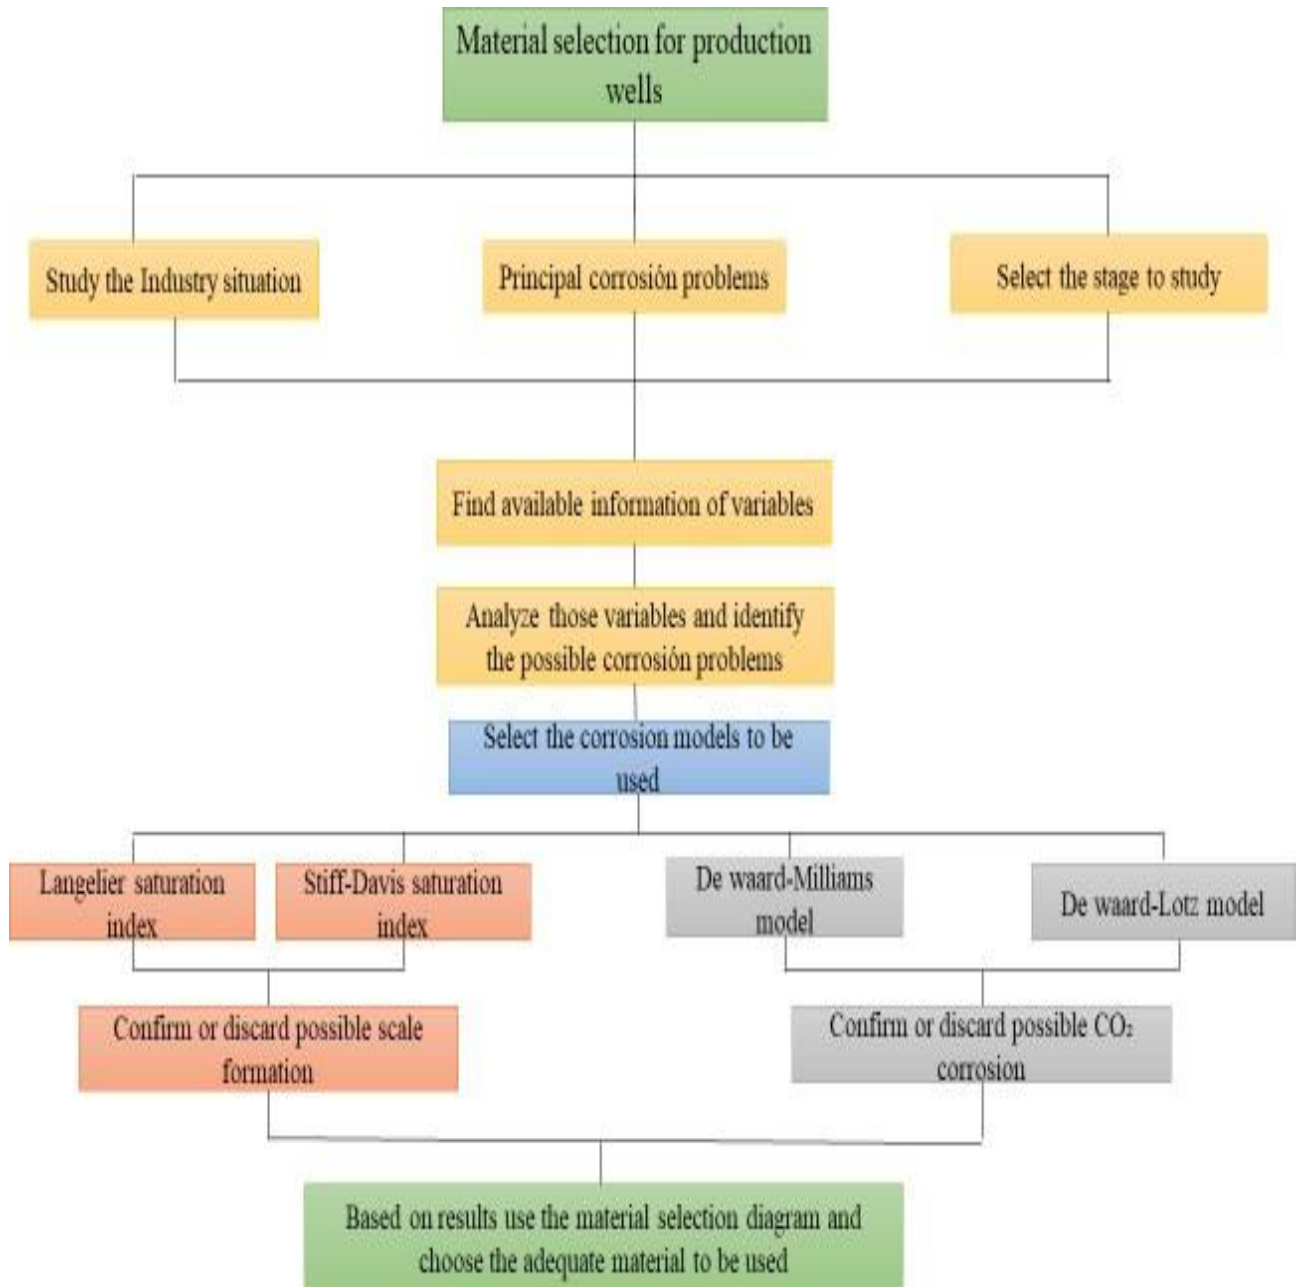 Material selection for production
wells
Study the Industry situation
Principal corrosión problems
Select the stage to study
Find available information of variables
Analyze those variables and identify
the possible corrosión problems
Select the corrosion models to be
used
Langelier saturation
index
Stiff-Davis saturation
index
De waard-Milliams
model
De waard-Lotz model
Confirm or discard possible scale
formation
Confirm or discard possible CO₂
corrosion
Based on results use the material selection diagram and
choose the adequate material to be used